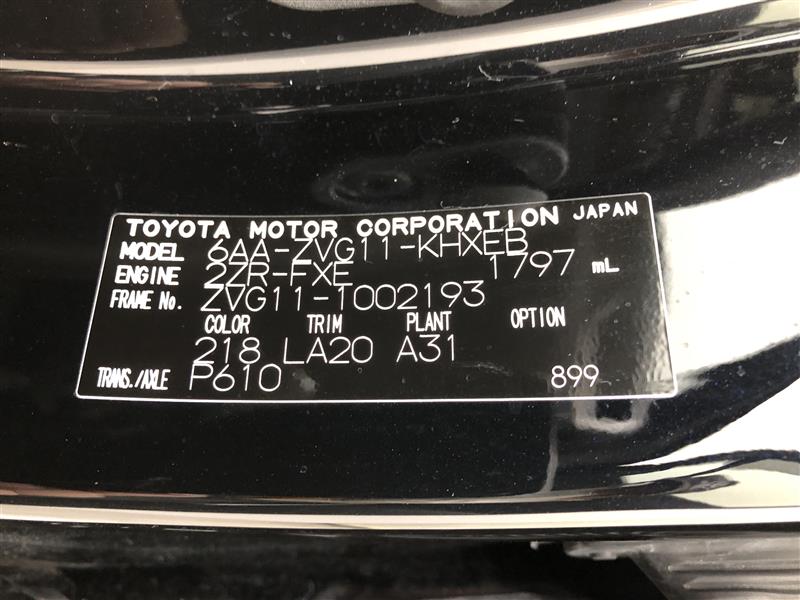 TOYOTA MOTOR CORPORATION JAPAN
MODEL 6AA-ZVG11-KHXEB
ENGINE 2ZR-FXE 1797 mL
FRAME No. ZVG11-1002193
COLOR TRIM PLANT OPTION
218 LA20 A31
TRANS./AXLE P610 899